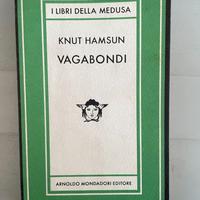 I LIBRI DELLA MEDUSA
KNUT HAMSUN
VAGABONDI
ARNOLDO MONDADORI EDITORE